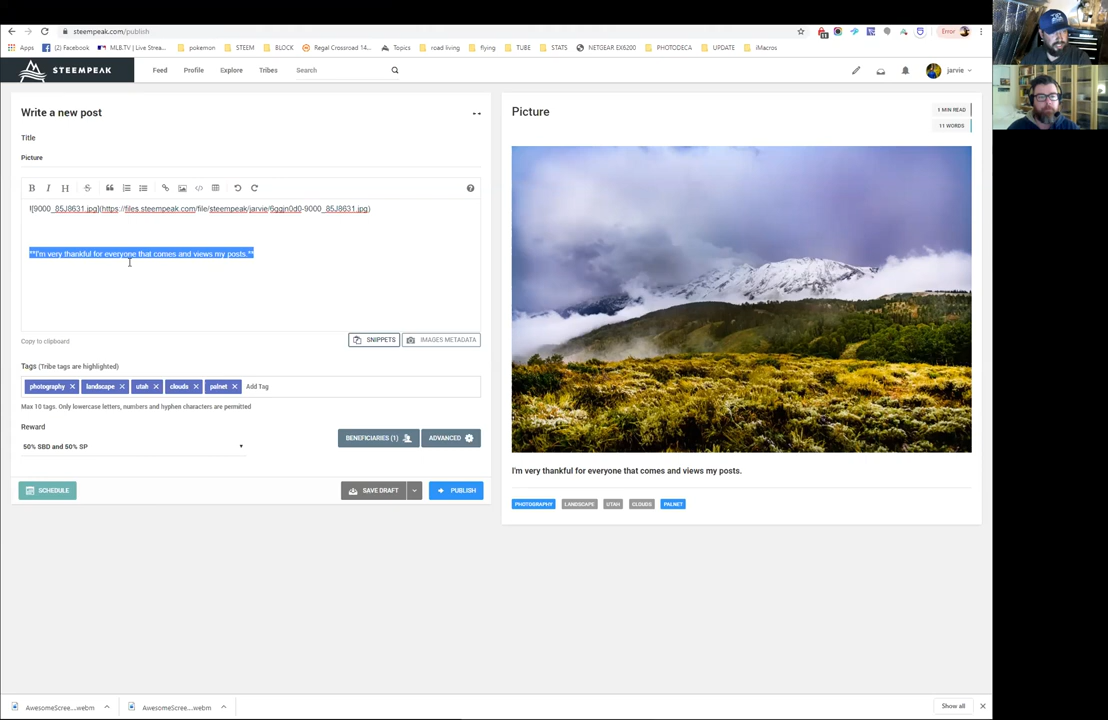 steempeak.com/publish
Error
Apps
(2) Facebook
MLB.TV | Live Strea...
pokemon
STEEM
BLOCK
Regal Crossroad 14...
Topics
road living
flying
TUBE
STATS
NETGEAR EX6200
PHOTODECA
UPDATE
iMacros
STEEMPEAK
Feed
Profile
Explore
Tribes
Search
jarvie
Write a new post
Title
Picture
B I H S
![9000_85J8631.jpg](https://files.steempeak.com/file/steempeak/jarvie/6ggjn0d0-9000_85J8631.jpg)
**I'm very thankful for everyone that comes and views my posts.**
Copy to clipboard
SNIPPETS
IMAGES METADATA
Tags (Tribe tags are highlighted)
photography
landscape
utah
clouds
palnet
Add Tag
Max 10 tags. Only lowercase letters, numbers and hyphen characters are permitted
Reward
50% SBD and 50% SP
BENEFICIARIES (1)
ADVANCED
SCHEDULE
SAVE DRAFT
PUBLISH
Picture
1 MIN READ
11 WORDS
I'm very thankful for everyone that comes and views my posts.
PHOTOGRAPHY
LANDSCAPE
UTAH
CLOUDS
PALNET
AwesomeScree....webm
AwesomeScree....webm
Show all